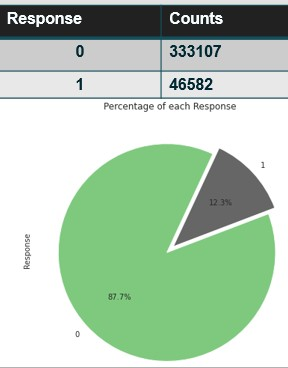 Response Counts
0 333107
1 46582
Percentage of each Response
1
12.3%
Response
87.7%
0